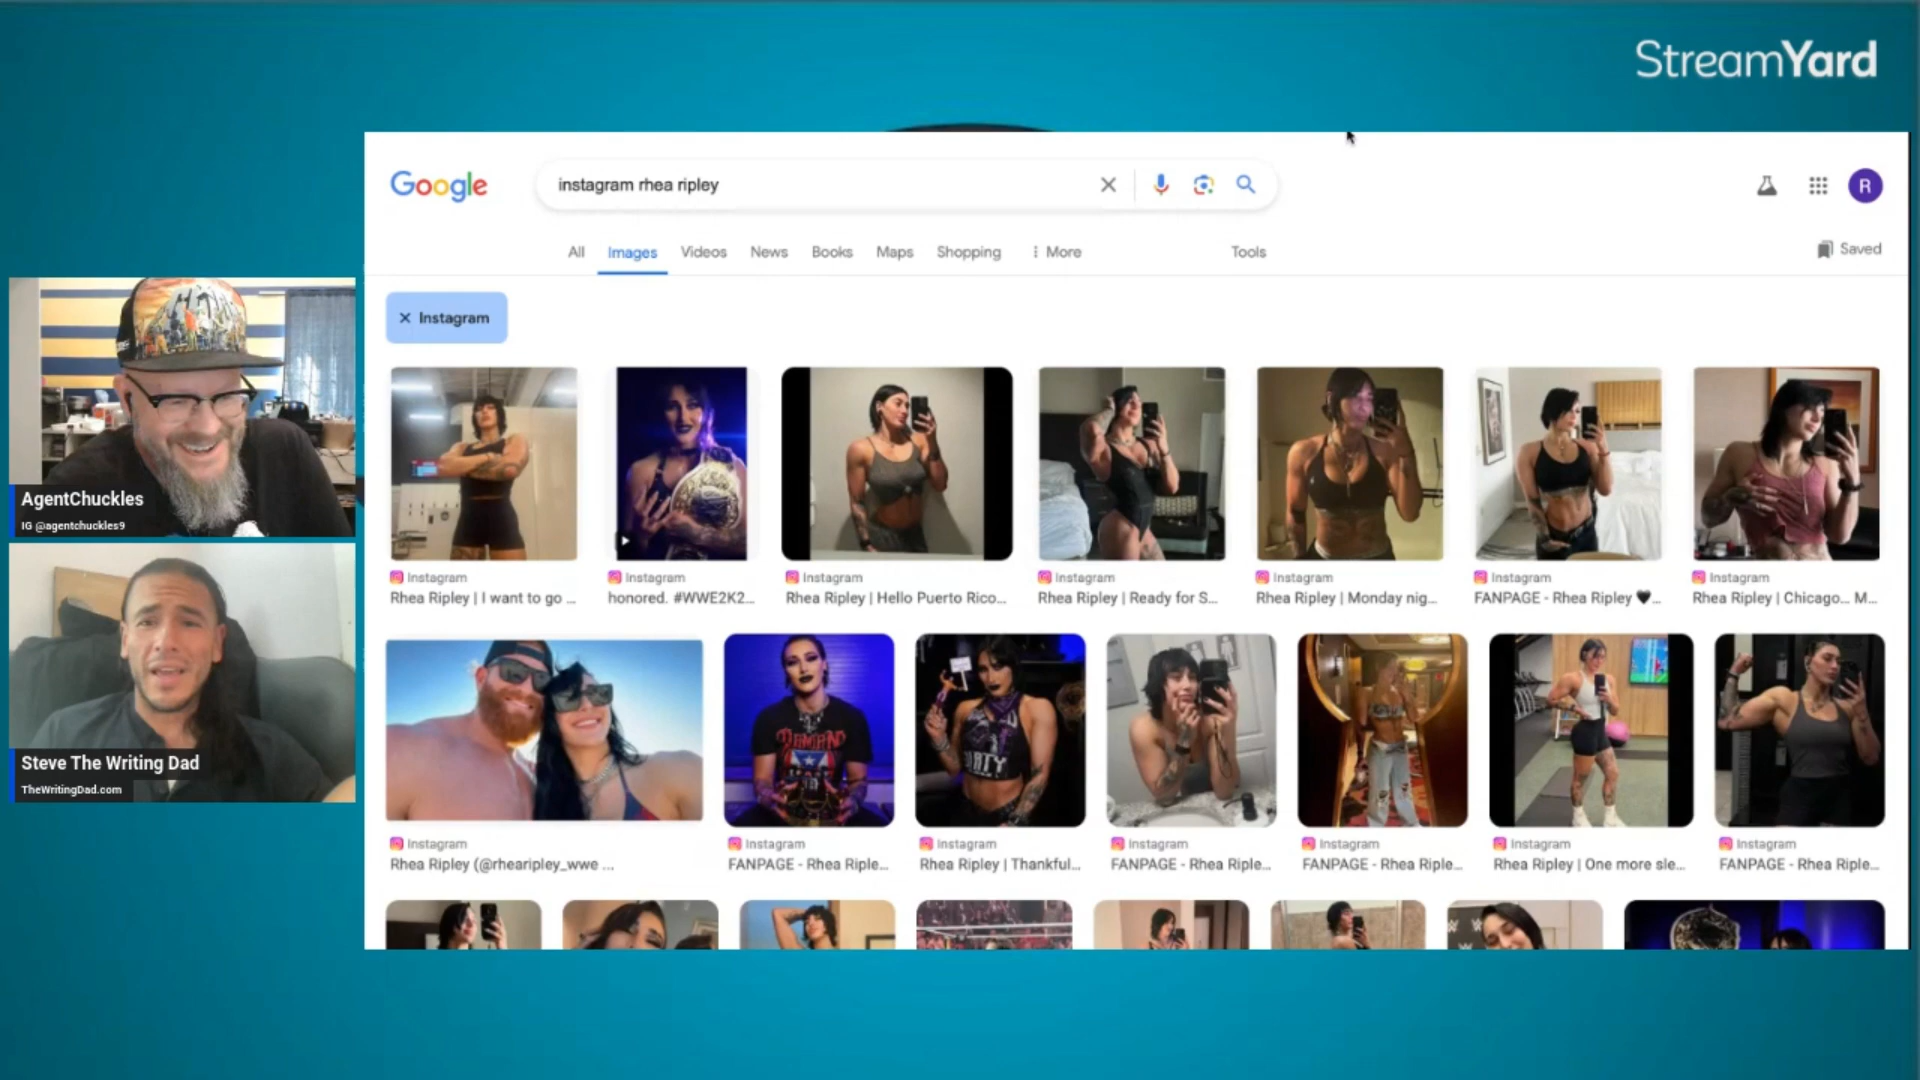 StreamYard
Google
instagram rhea ripley
R
All Images Videos News Books Maps Shopping More Tools
Saved
Instagram
AgentChuckles
IG @agentchuckles9
Steve The Writing Dad
TheWritingDad.com
Instagram Instagram Instagram Instagram Instagram Instagram Instagram
Rhea Ripley | I want to go ... honored. #WWE2K2... Rhea Ripley | Hello Puerto Rico... Rhea Ripley | Ready for S... Rhea Ripley | Monday nig... FANPAGE - Rhea Ripley 🖤... Rhea Ripley | Chicago... M...
Instagram Instagram Instagram Instagram Instagram Instagram Instagram
Rhea Ripley (@rhearipley_wwe ... FANPAGE - Rhea Riple... Rhea Ripley | Thankful... FANPAGE - Rhea Riple... FANPAGE - Rhea Riple... Rhea Ripley | One more sle... FANPAGE - Rhea Riple...